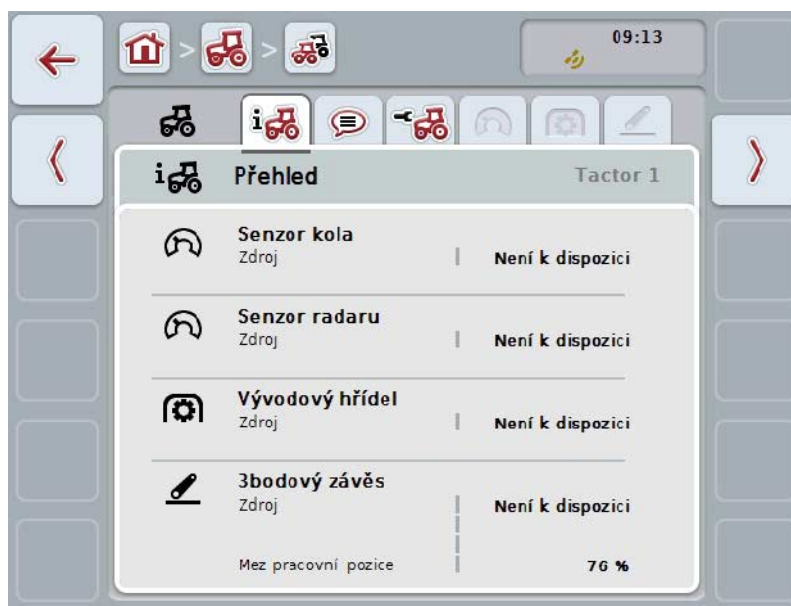 09:13
Přehled Tactor 1
Senzor kola
Zdroj Není k dispozici
Senzor radaru
Zdroj Není k dispozici
Vývodový hřídel
Zdroj Není k dispozici
3bodový závěs
Zdroj Není k dispozici
Mez pracovní pozice 76 %